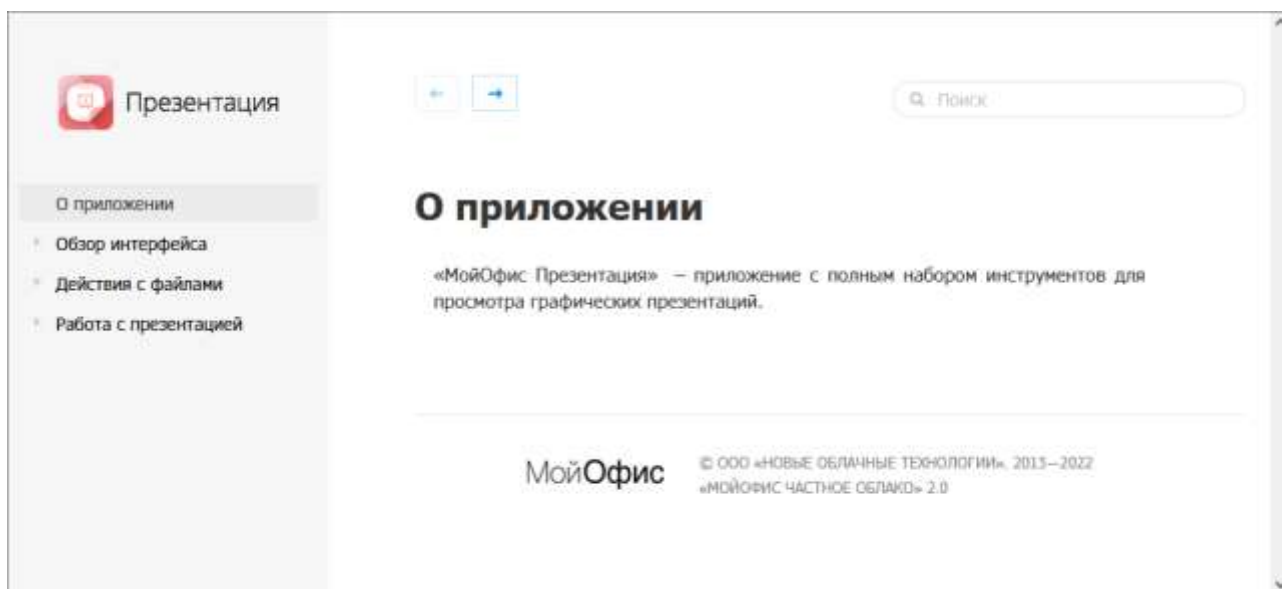 Презентация
Поиск
О приложении
Обзор интерфейса
Действия с файлами
Работа с презентацией
О приложении
«МойОфис Презентация» – приложение с полным набором инструментов для
просмотра графических презентаций.
МойОфис
© ООО «НОВЫЕ ОБЛАЧНЫЕ ТЕХНОЛОГИИ», 2013—2022
«МОЙОФИС ЧАСТНОЕ ОБЛАКО» 2.0